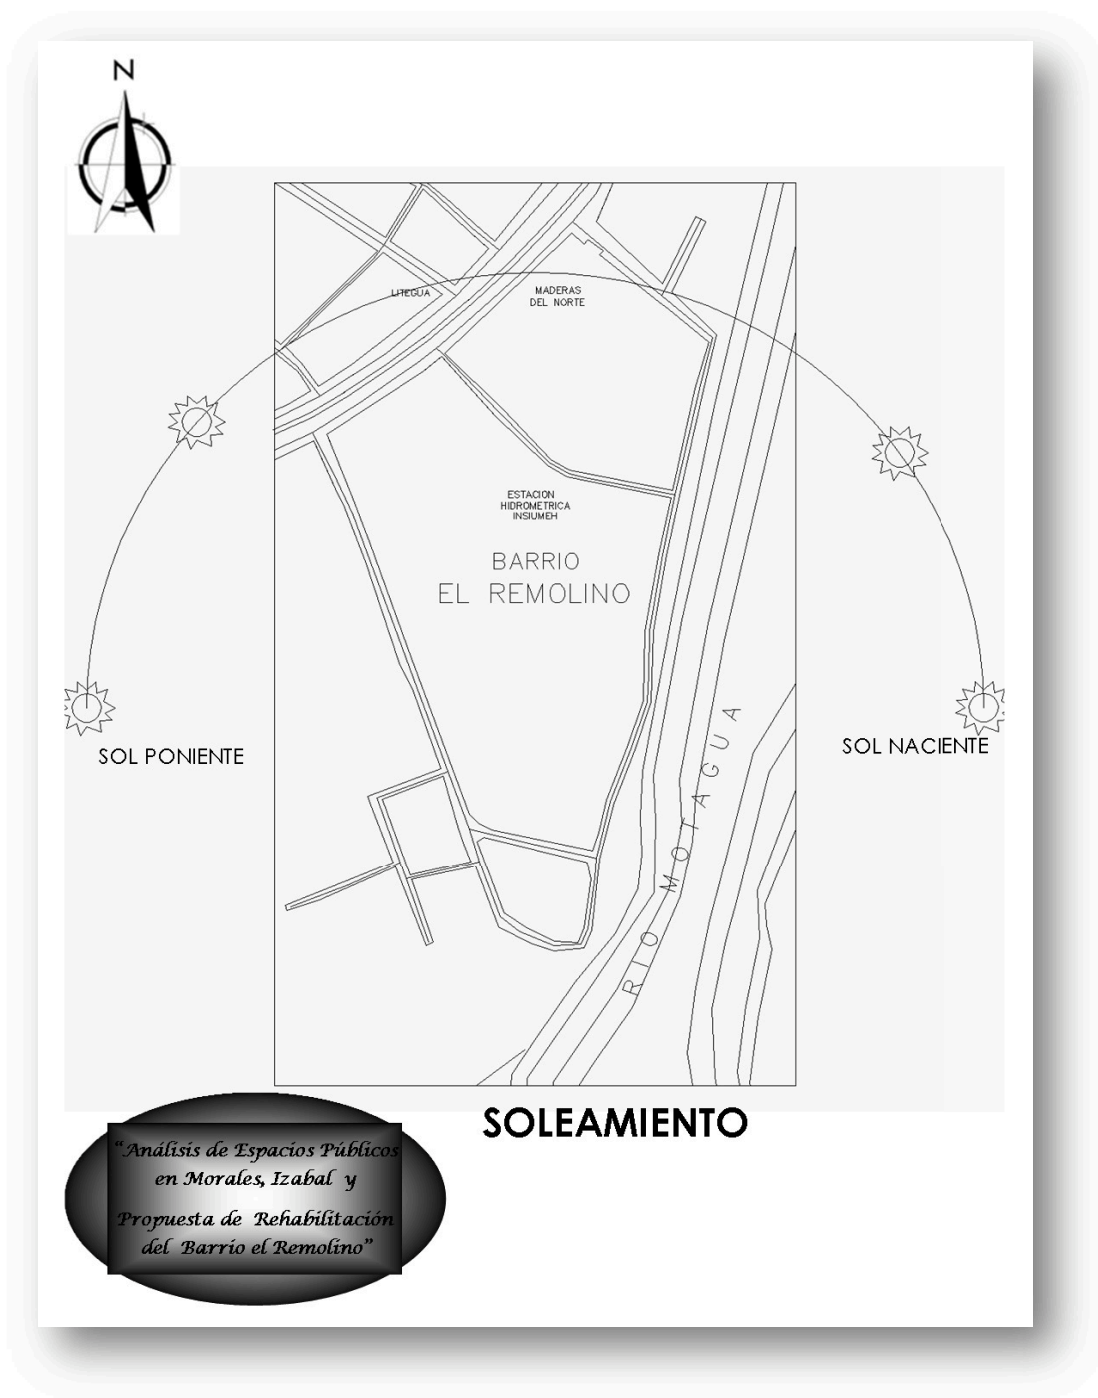 N
LITEGUA
MADERAS
DEL NORTE
ESTACION
HIDROMETRICA
INSIUMEH
BARRIO
EL REMOLINO
SOL PONIENTE
SOL NACIENTE
RIO MOTAGUA
SOLEAMIENTO
“Análisis de Espacios Públicos
en Morales, Izabal y
Propuesta de Rehabilitación
del Barrio el Remolino”